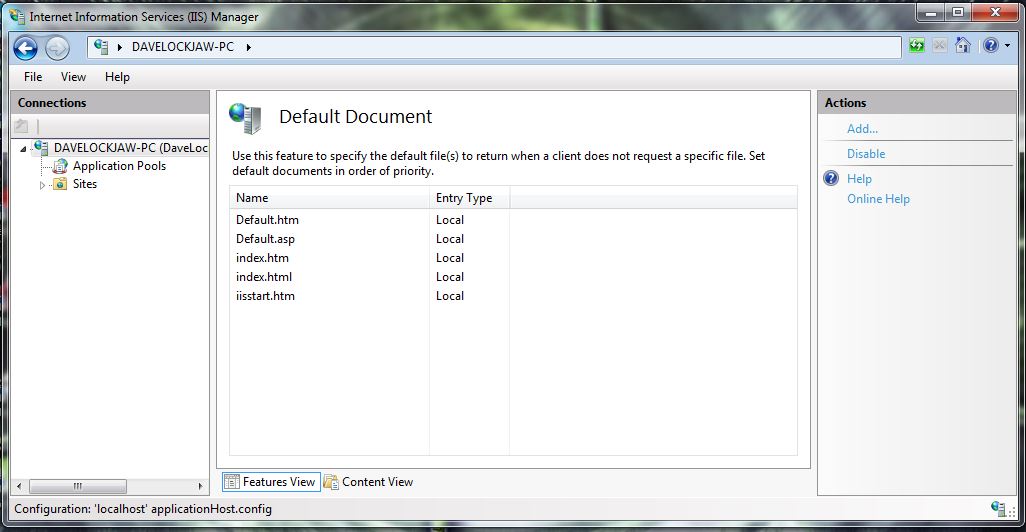 Internet Information Services (IIS) Manager
DAVELOCKJAW-PC
File View Help
Connections
DAVELOCKJAW-PC (DaveLoc
Application Pools
Sites
Default Document
Use this feature to specify the default file(s) to return when a client does not request a specific file. Set
default documents in order of priority.
Name Entry Type
Default.htm Local
Default.asp Local
index.htm Local
index.html Local
iisstart.htm Local
Features View Content View
Actions
Add...
Disable
Help
Online Help
Configuration: 'localhost' applicationHost.config